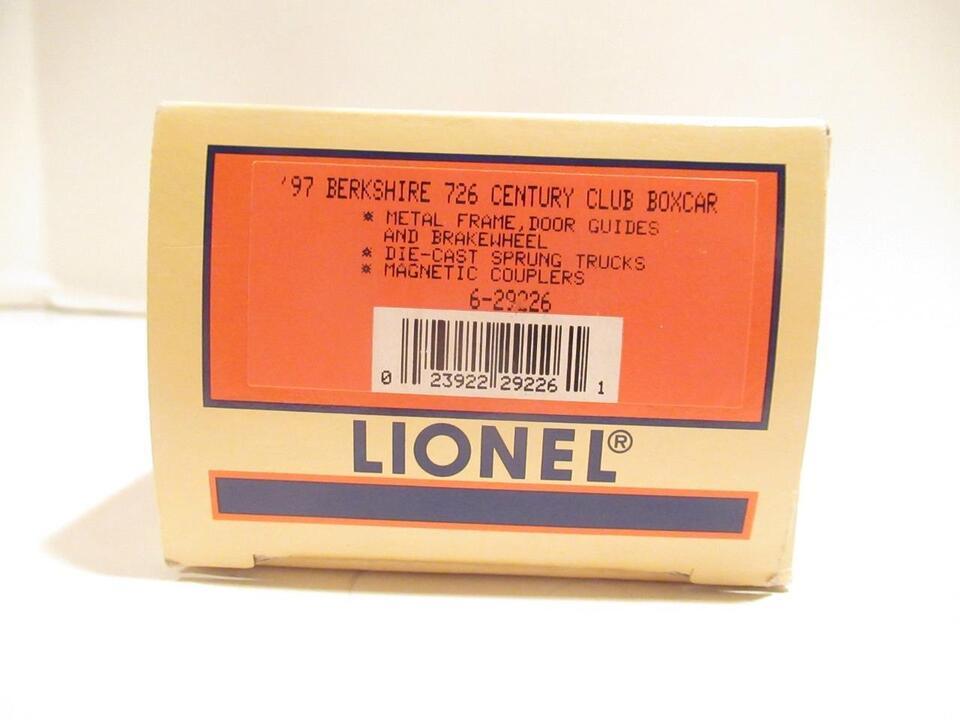 '97 BERKSHIRE 726 CENTURY CLUB BOXCAR
* METAL FRAME, DOOR GUIDES
AND BRAKEWHEEL
* DIE-CAST SPRUNG TRUCKS
* MAGNETIC COUPLERS
6-29226
0 23922 29226 1
LIONEL®